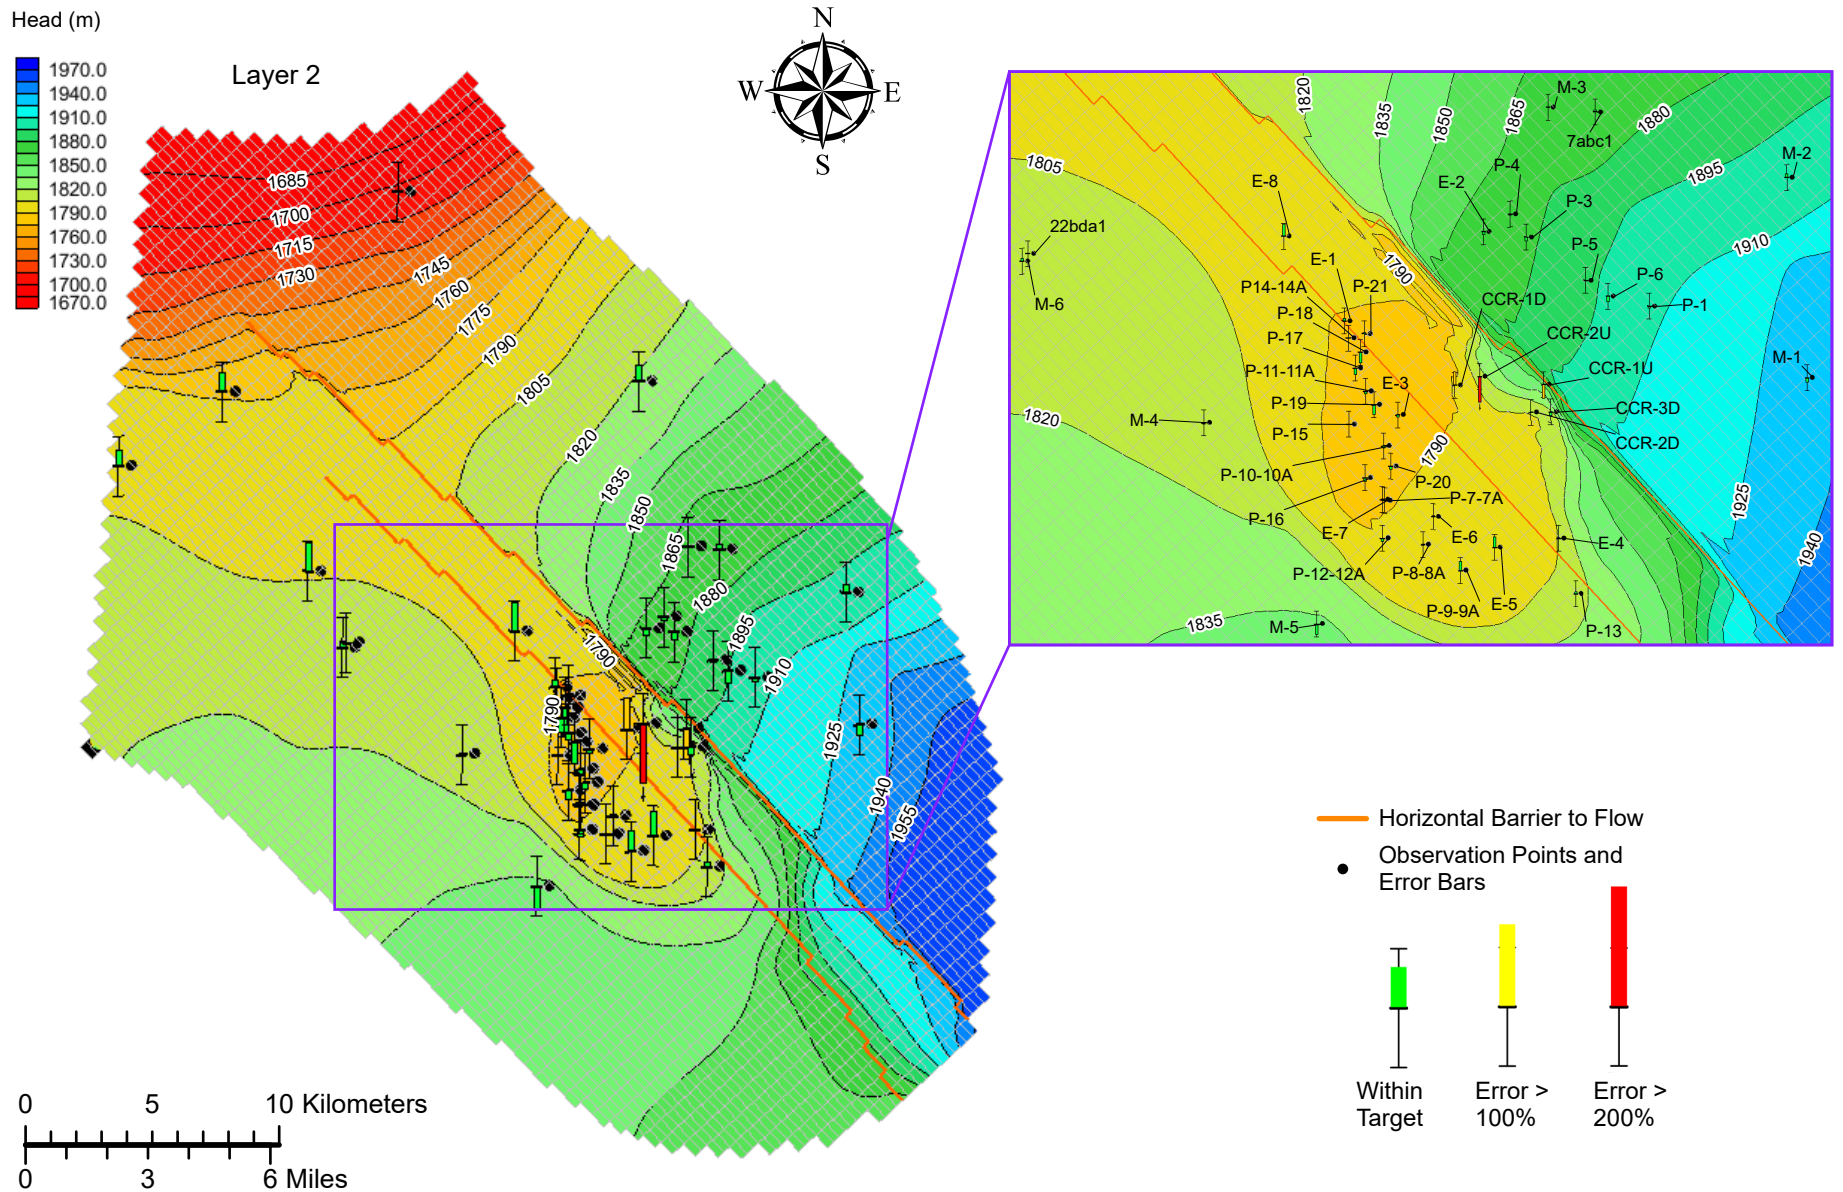 Head (m)
1970.0
1940.0
1910.0
1880.0
1850.0
1820.0
1790.0
1760.0
1730.0
1700.0
1670.0
Layer 2
N
W
E
S
1685
1700
1715
1730
1745
1760
1775
1790
1805
1820
1835
1850
1865
1880
1895
1910
1925
1940
1955
1790
1790
1820
1835
1850
1865
1880
1895
1910
1925
1940
1805
1820
1835
1790
1790
M-3
7abc1
M-2
P-4
E-2
P-3
E-8
22bda1
M-6
P-5
P-6
P-1
M-1
E-1
P14-14A
P-21
P-18
P-17
P-11-11A
E-3
P-19
P-15
M-4
CCR-1D
CCR-2U
CCR-1U
CCR-3D
CCR-2D
P-10-10A
P-20
P-7-7A
P-16
E-7
E-6
E-4
P-12-12A
P-8-8A
P-9-9A
E-5
P-13
M-5
Horizontal Barrier to Flow
Observation Points and
Error Bars
Within
Target
Error >
100%
Error >
200%
0 5 10 Kilometers
0 3 6 Miles